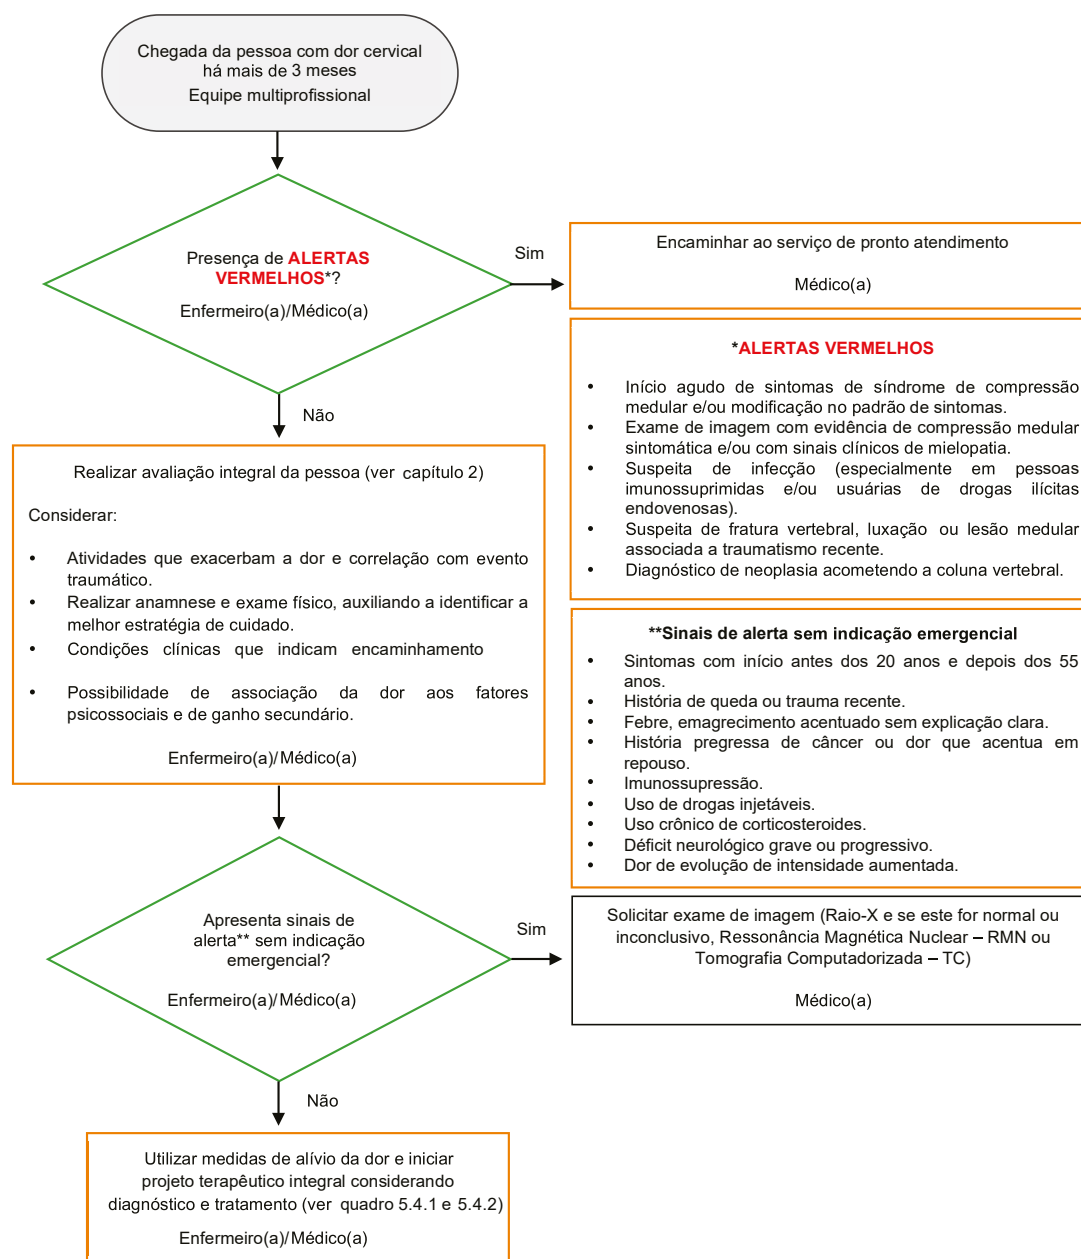 Chegada da pessoa com dor cervical
há mais de 3 meses
Equipe multiprofissional
Presença de ALERTAS
VERMELHOS*?
Enfermeiro(a)/Médico(a)
Sim
Encaminhar ao serviço de pronto atendimento
Médico(a)
*ALERTAS VERMELHOS
• Início agudo de sintomas de síndrome de compressão
medular e/ou modificação no padrão de sintomas.
• Exame de imagem com evidência de compressão medular
sintomática e/ou com sinais clínicos de mielopatia.
• Suspeita de infecção (especialmente em pessoas
imunossuprimidas e/ou usuárias de drogas ilícitas
endovenosas).
• Suspeita de fratura vertebral, luxação ou lesão medular
associada a traumatismo recente.
• Diagnóstico de neoplasia acometendo a coluna vertebral.
Não
Realizar avaliação integral da pessoa (ver capítulo 2)
Considerar:
• Atividades que exacerbam a dor e correlação com evento
traumático.
• Realizar anamnese e exame físico, auxiliando a identificar a
melhor estratégia de cuidado.
• Condições clínicas que indicam encaminhamento
• Possibilidade de associação da dor aos fatores
psicossociais e de ganho secundário.
Enfermeiro(a)/Médico(a)
**Sinais de alerta sem indicação emergencial
• Sintomas com início antes dos 20 anos e depois dos 55
anos.
• História de queda ou trauma recente.
• Febre, emagrecimento acentuado sem explicação clara.
• História pregressa de câncer ou dor que acentua em
repouso.
• Imunossupressão.
• Uso de drogas injetáveis.
• Uso crônico de corticosteroides.
• Déficit neurológico grave ou progressivo.
• Dor de evolução de intensidade aumentada.
Apresenta sinais de
alerta** sem indicação
emergencial?
Enfermeiro(a)/Médico(a)
Sim
Solicitar exame de imagem (Raio-X e se este for normal ou
inconclusivo, Ressonância Magnética Nuclear – RMN ou
Tomografia Computadorizada – TC)
Médico(a)
Não
Utilizar medidas de alívio da dor e iniciar
projeto terapêutico integral considerando
diagnóstico e tratamento (ver quadro 5.4.1 e 5.4.2)
Enfermeiro(a)/Médico(a)